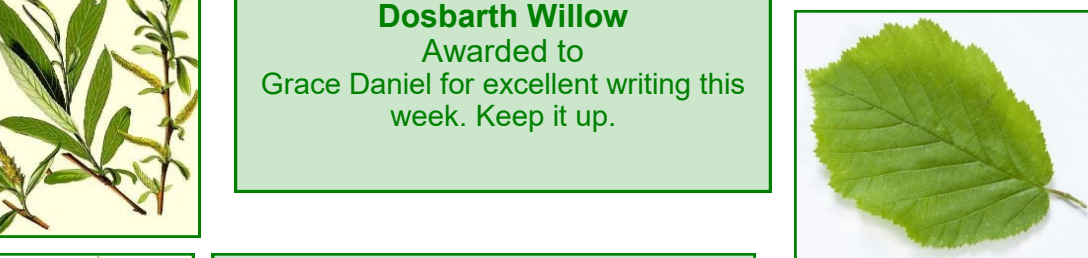 Dosbarth Willow
Awarded to
Grace Daniel for excellent writing this
week. Keep it up.